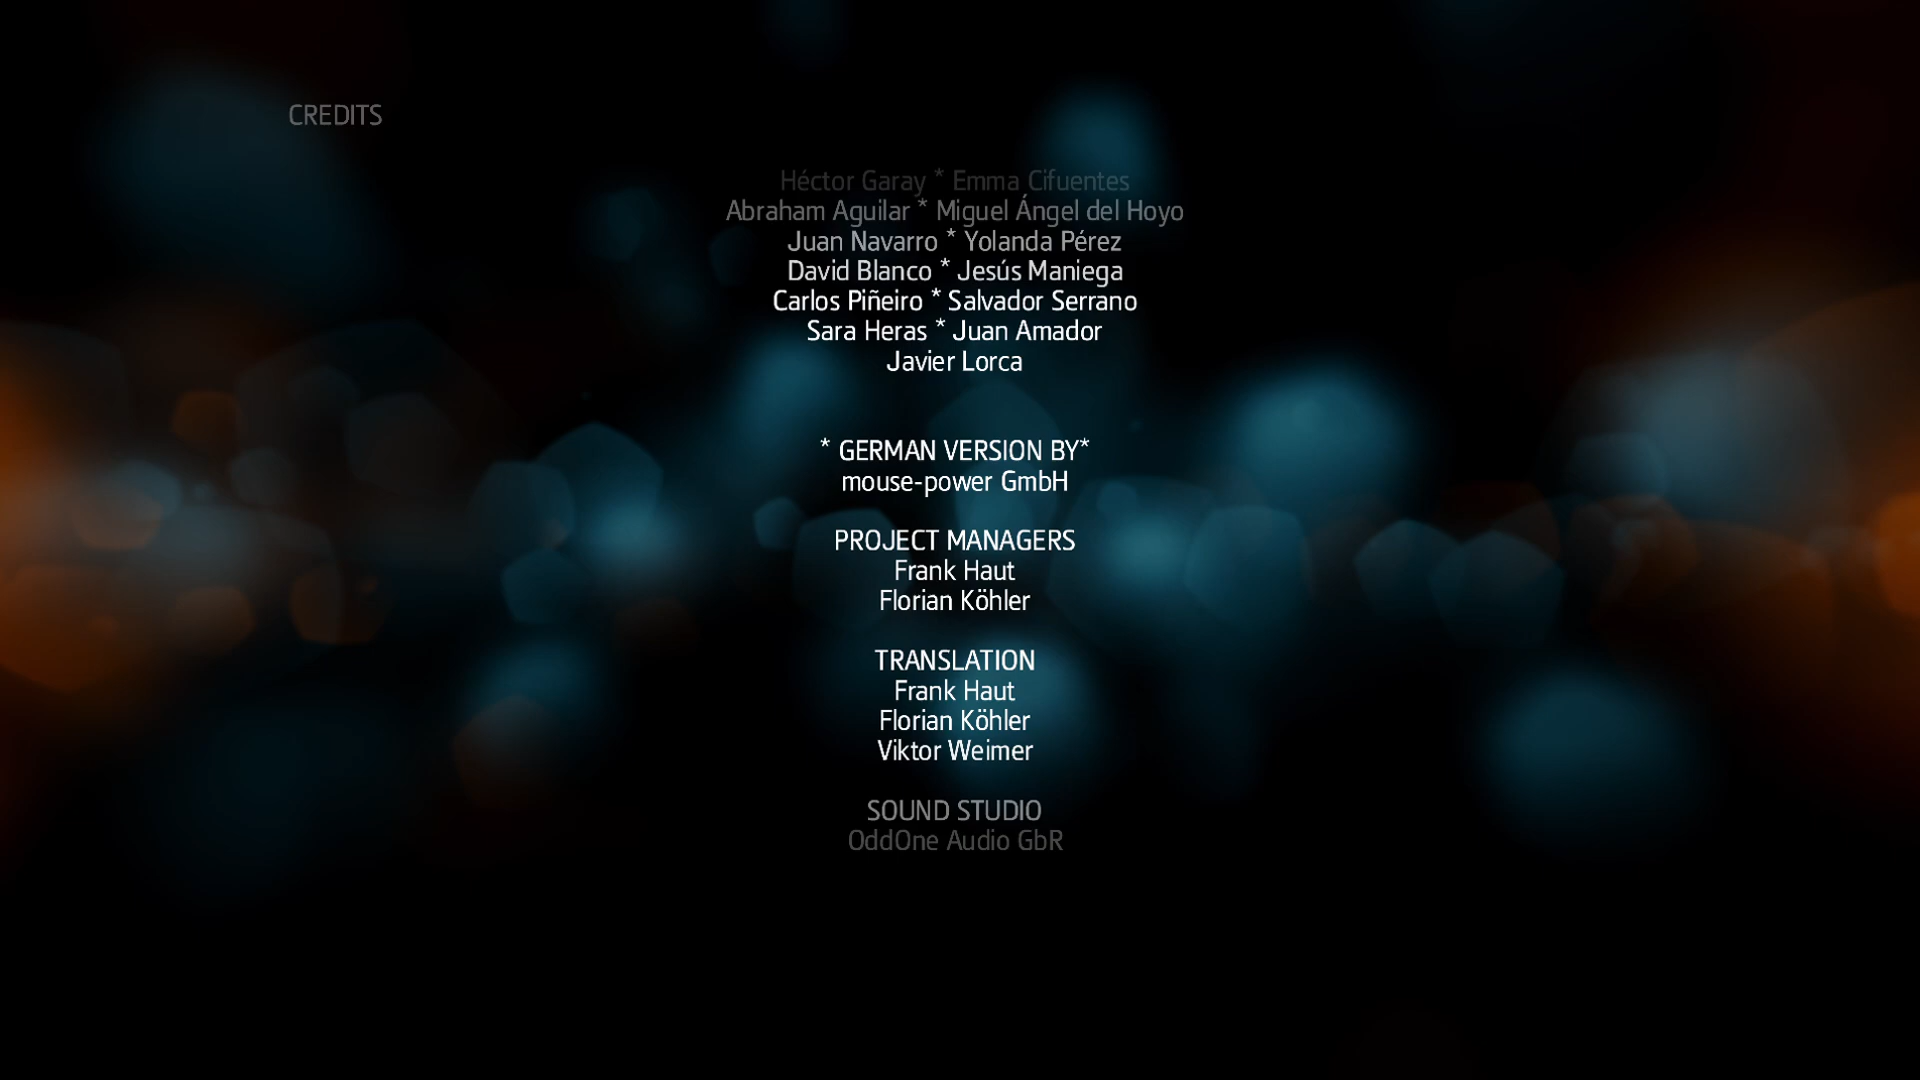 CREDITS
Héctor Garay * Emma Cifuentes
Abraham Aguilar * Miguel Ángel del Hoyo
Juan Navarro * Yolanda Pérez
David Blanco * Jesús Maniega
Carlos Piñeiro * Salvador Serrano
Sara Heras * Juan Amador
Javier Lorca
* GERMAN VERSION BY*
mouse-power GmbH
PROJECT MANAGERS
Frank Haut
Florian Köhler
TRANSLATION
Frank Haut
Florian Köhler
Viktor Weimer
SOUND STUDIO
OddOne Audio GbR